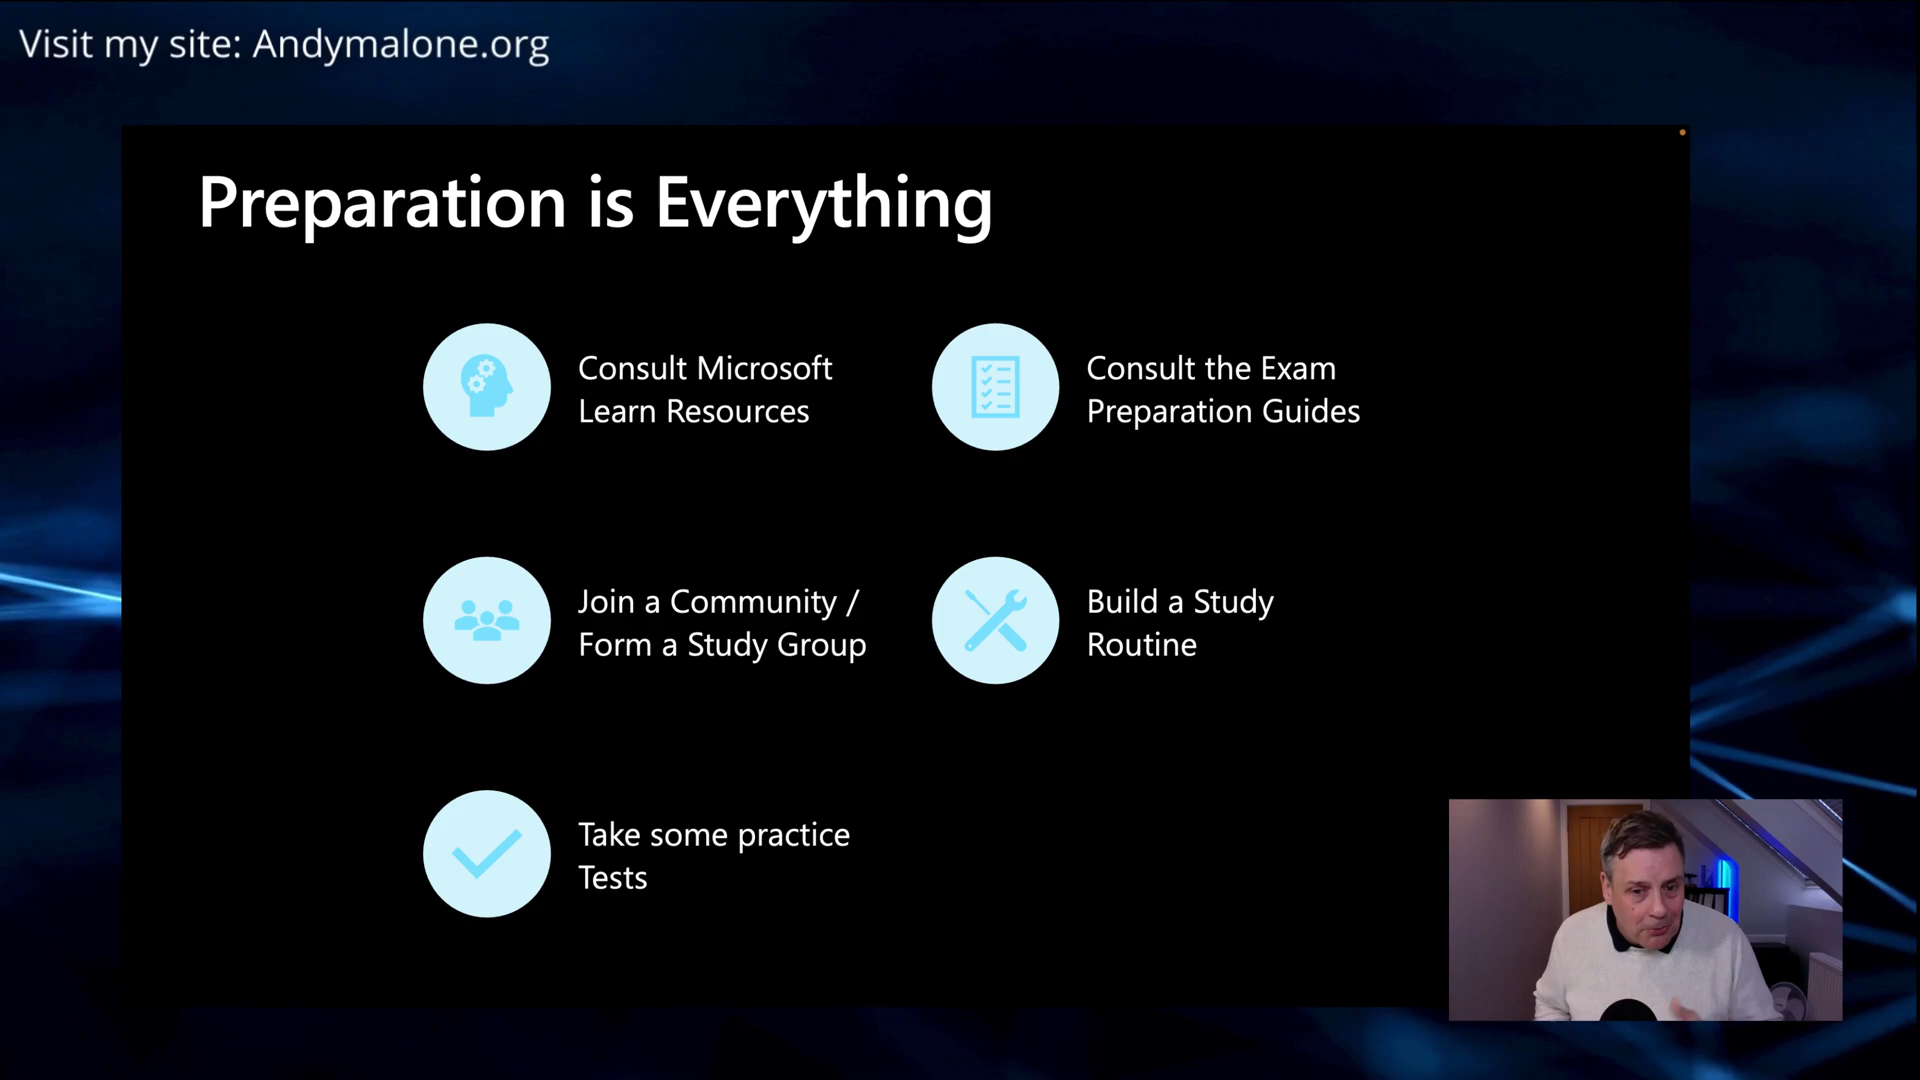 Visit my site: Andymalone.org
Preparation is Everything
Consult Microsoft
Learn Resources
Consult the Exam
Preparation Guides
Join a Community /
Form a Study Group
Build a Study
Routine
Take some practice
Tests